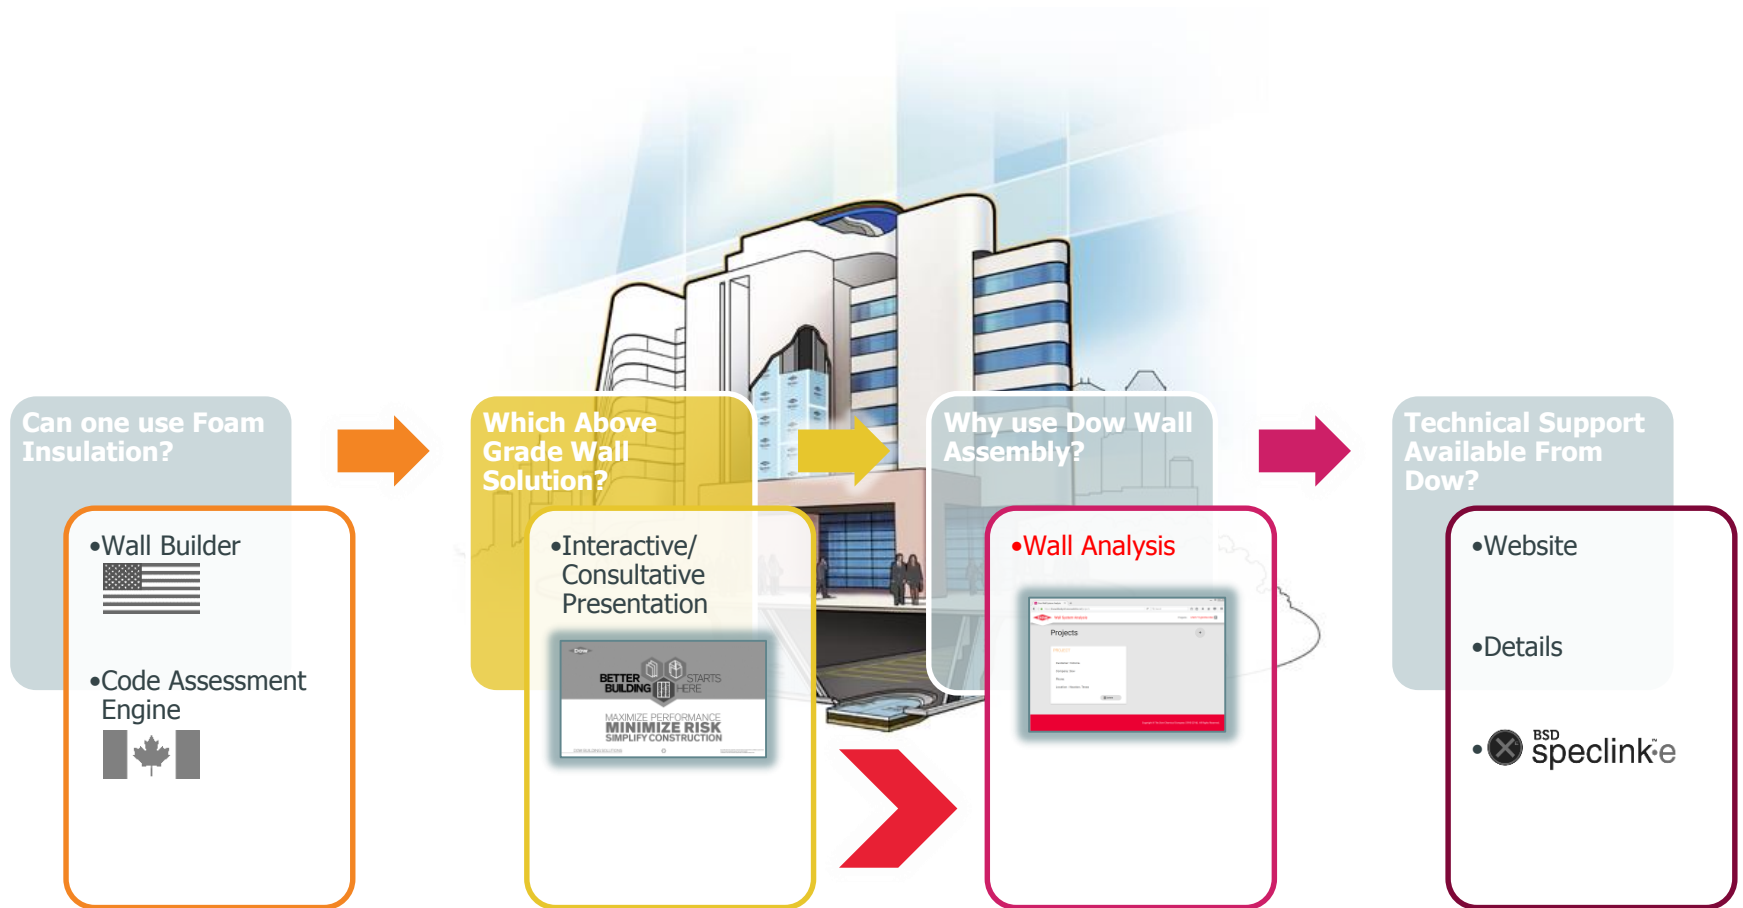 Can one use Foam
Insulation?
•Wall Builder
•Code Assessment
Engine
Which Above
Grade Wall
Solution?
•Interactive/
Consultative
Presentation
Dow
BETTER
BUILDING
STARTS
HERE
MAXIMIZE PERFORMANCE
MINIMIZE RISK
SIMPLIFY CONSTRUCTION
Why use Dow Wall
Assembly?
•Wall Analysis
Projects
Technical Support
Available From
Dow?
•Website
•Details
•BSD
speclink-e